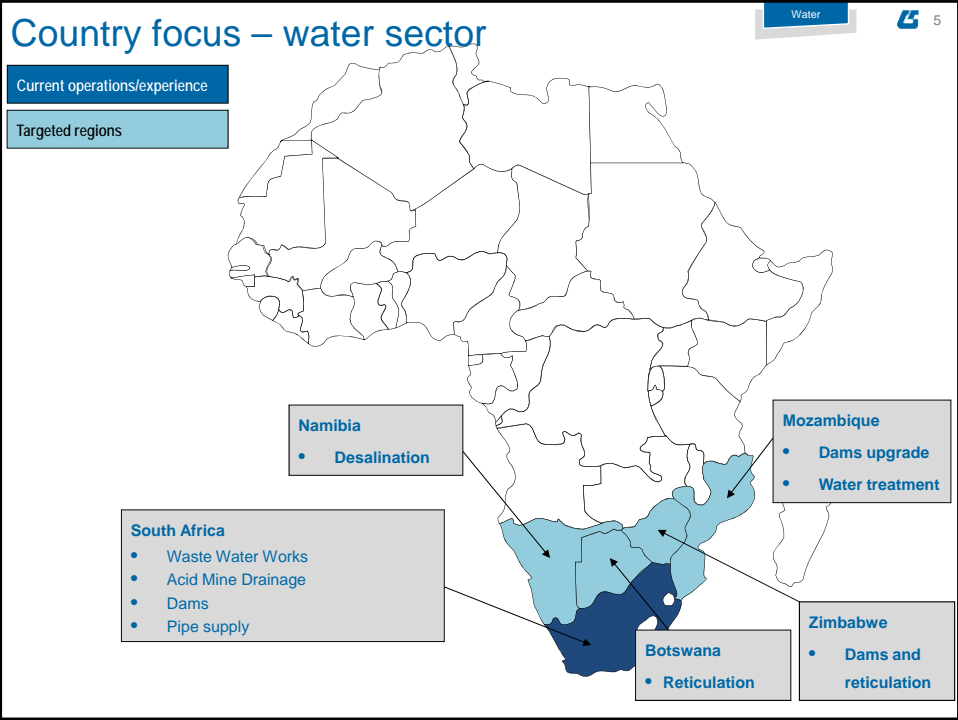 Country focus – water sector
Water
5
Current operations/experience
Targeted regions
Namibia
• Desalination
Mozambique
• Dams upgrade
• Water treatment
South Africa
• Waste Water Works
• Acid Mine Drainage
• Dams
• Pipe supply
Botswana
• Reticulation
Zimbabwe
• Dams and
reticulation